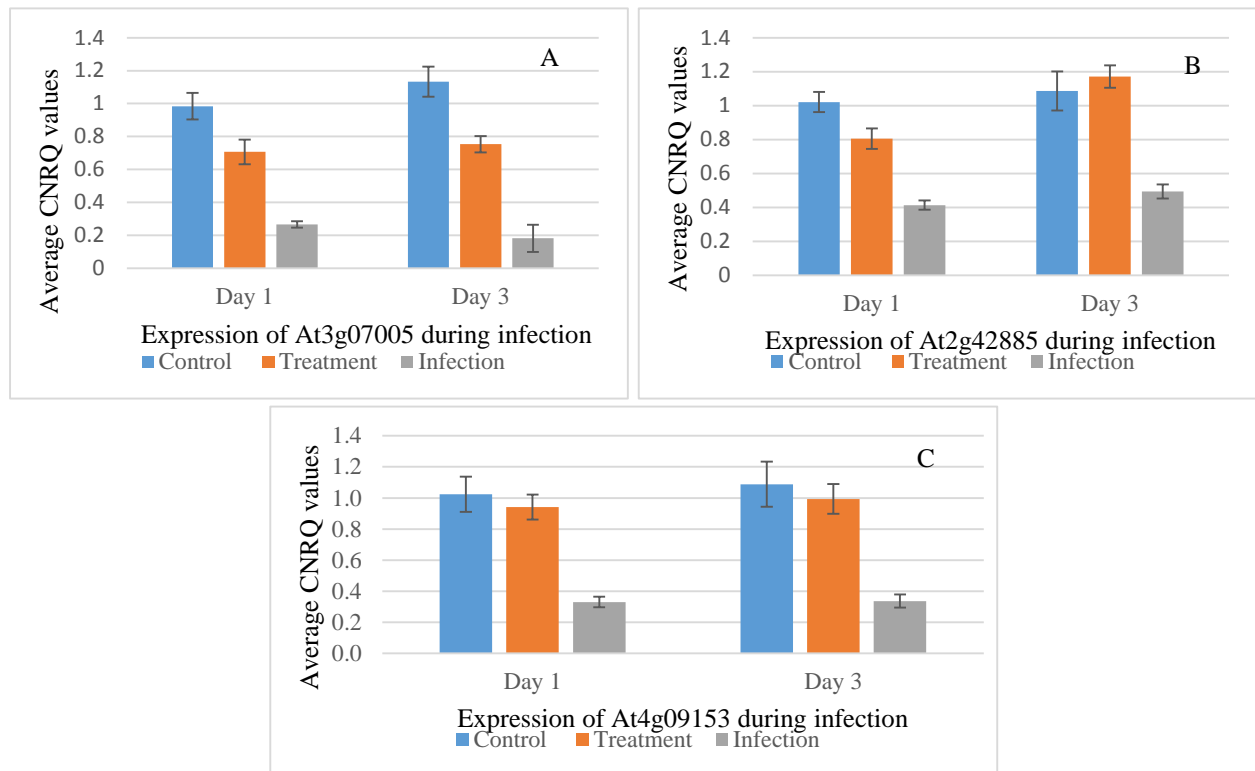 A
Average CNRQ values
1.4
1.2
1
0.8
0.6
0.4
0.2
0
Day 1 Day 3
Expression of At3g07005 during infection
Control Treatment Infection
B
Average CNRQ values
1.4
1.2
1
0.8
0.6
0.4
0.2
0
Day 1 Day 3
Expression of At2g42885 during infection
Control Treatment Infection
C
Average CNRQ values
1.4
1.2
1.0
0.8
0.6
0.4
0.2
0.0
Day 1 Day 3
Expression of At4g09153 during infection
Control Treatment Infection